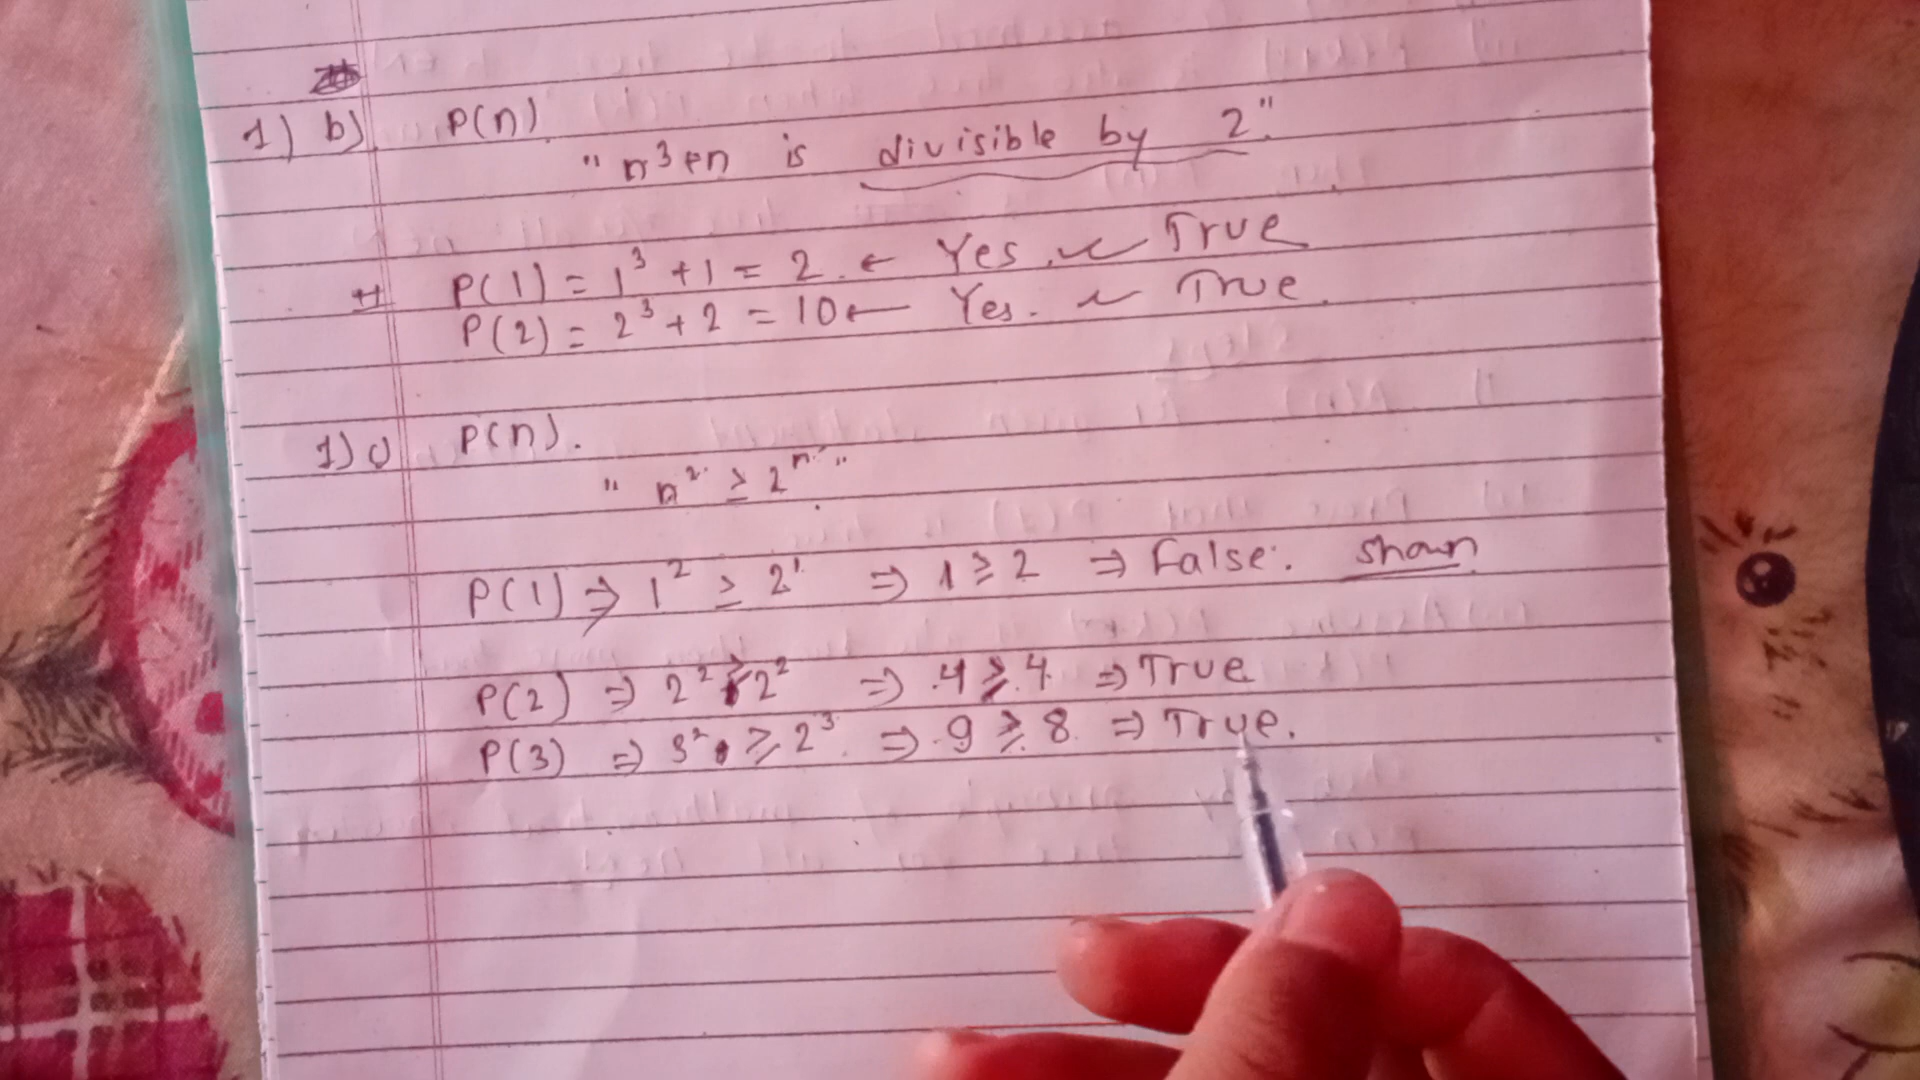 1) b) P(n)
"n³+n is divisible by 2".
P(1) = 1³ + 1 = 2 ← Yes. True
P(2) = 2³ + 2 = 10 ← Yes. True.
1) c) P(n).
"n² ≥ 2ⁿ"
P(1) ⇒ 1² ≥ 2¹ ⇒ 1 ≥ 2 ⇒ False. shown
P(2) ⇒ 2² ≥ 2² ⇒ 4 ≥ 4 ⇒ True
P(3) ⇒ 3² ≥ 2³ ⇒ 9 ≥ 8 ⇒ True.